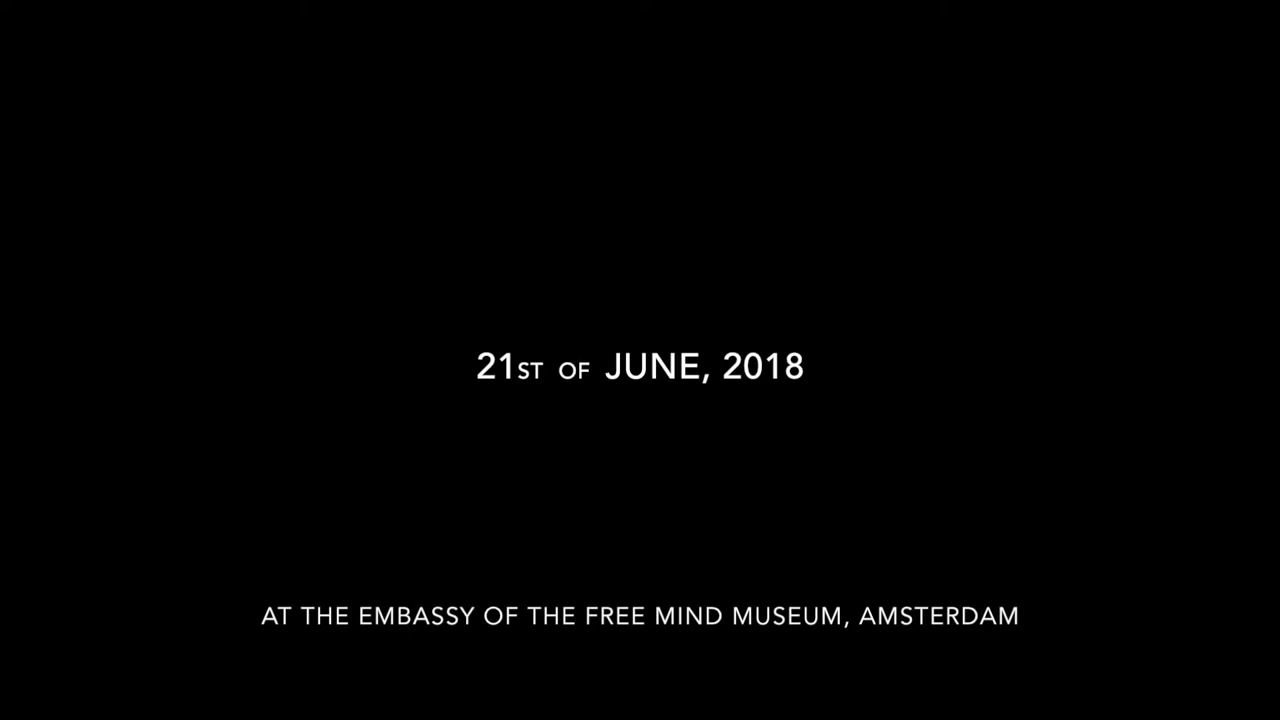 21ST OF JUNE, 2018
AT THE EMBASSY OF THE FREE MIND MUSEUM, AMSTERDAM